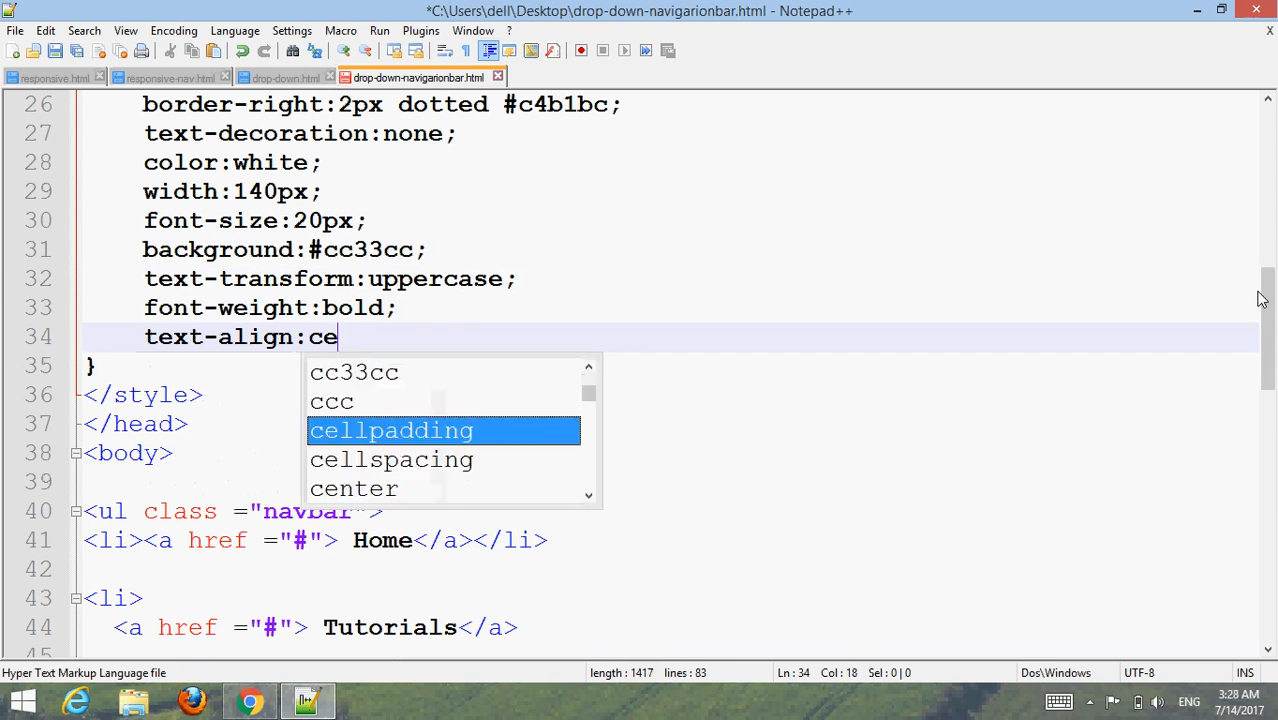 *C:\Users\dell\Desktop\drop-down-navigarionbar.html - Notepad++
File Edit Search View Encoding Language Settings Macro Run Plugins Window ? X
responsive.html responsive-nav.html drop-down.html drop-down-navigarionbar.html
26 border-right:2px dotted #c4b1bc;
27 text-decoration:none;
28 color:white;
29 width:140px;
30 font-size:20px;
31 background:#cc33cc;
32 text-transform:uppercase;
33 font-weight:bold;
34 text-align:ce
35 }
cc33cc
36 </style>
ccc
37 </head>
cellpadding
38 <body>
cellspacing
39
center
40 <ul class ="navbar">
41 <li><a href ="#"> Home</a></li>
42
43 <li>
44 <a href ="#"> Tutorials</a>
45
Hyper Text Markup Language file length : 1417 lines : 83 Ln : 34 Col : 18 Sel : 0 | 0 Dos\Windows UTF-8 INS
ENG 3:28 AM
7/14/2017